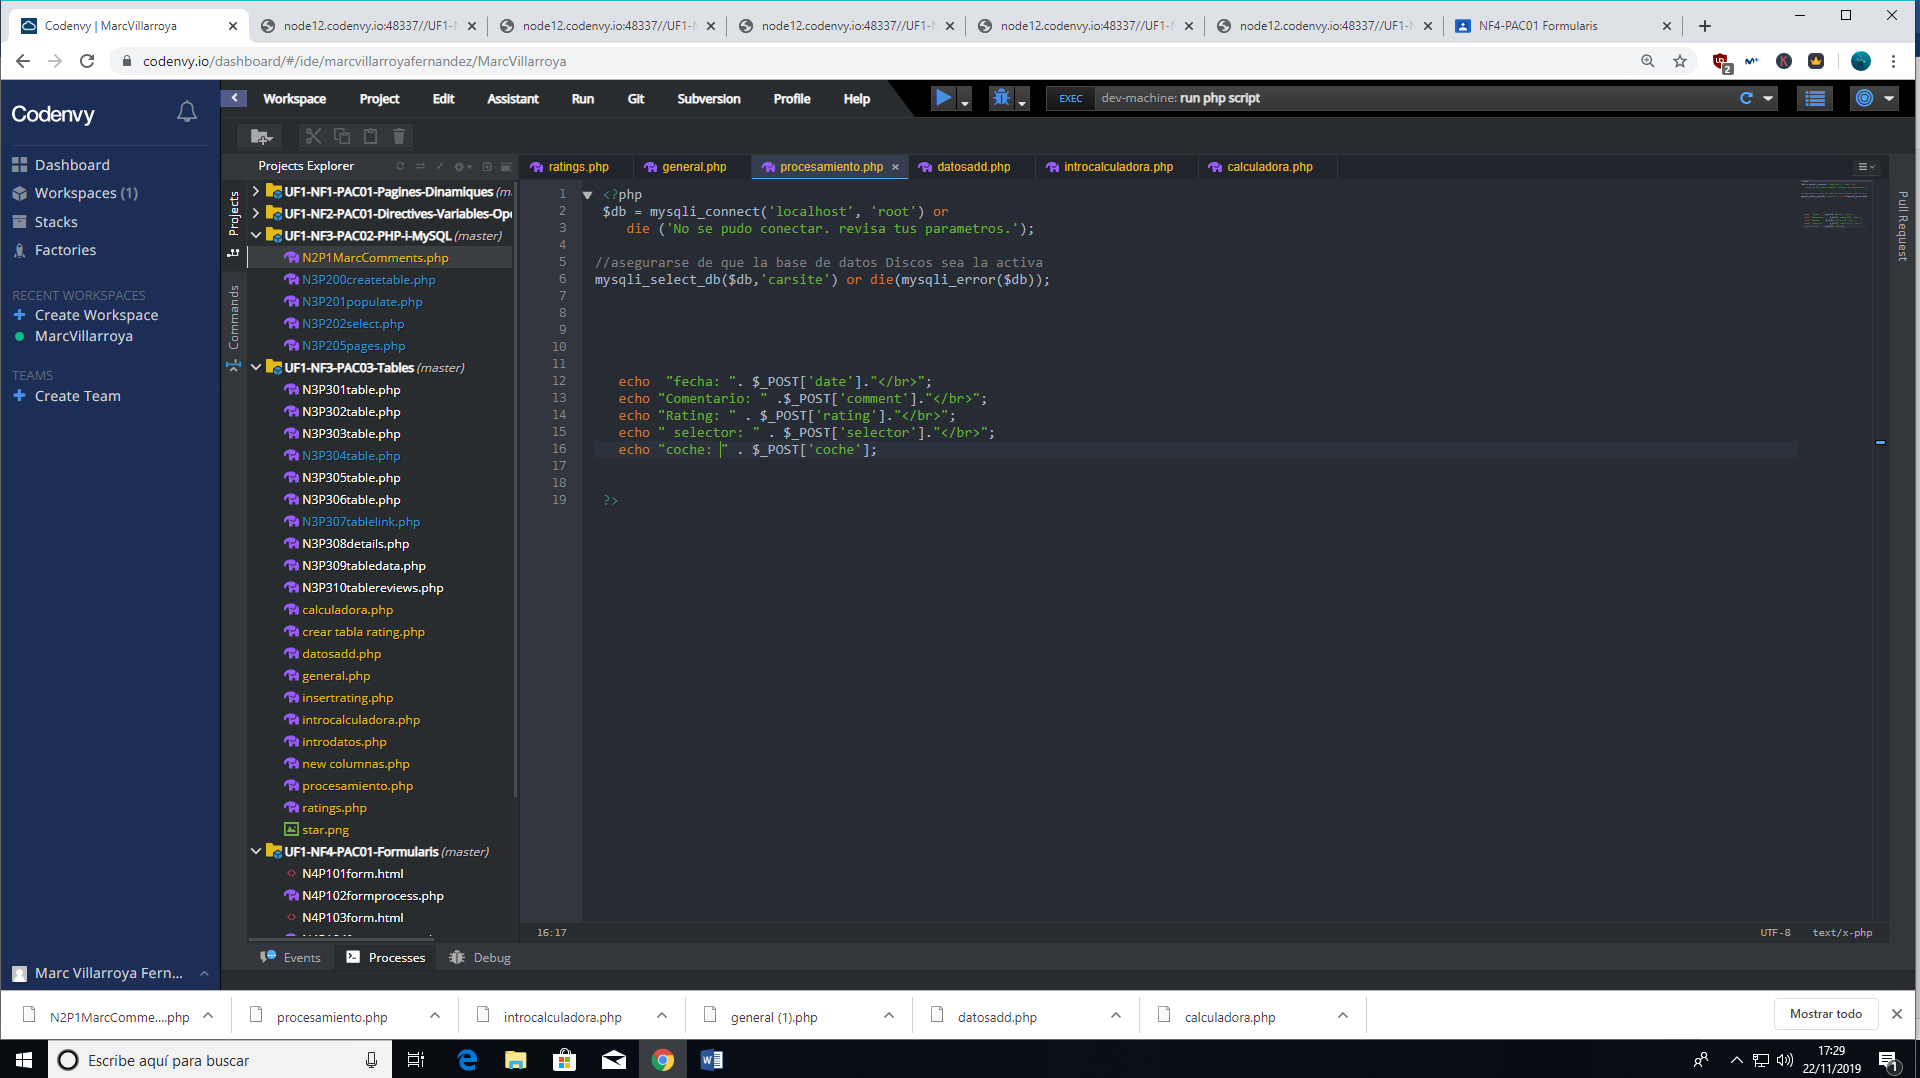 Codenvy | MarcVillarroya
node12.codenvy.io:48337//UF1-N
node12.codenvy.io:48337//UF1-N
node12.codenvy.io:48337//UF1-N
node12.codenvy.io:48337//UF1-N
node12.codenvy.io:48337//UF1-N
NF4-PAC01 Formularis
codenvy.io/dashboard/#/ide/marcvillarroyafernandez/MarcVillarroya
2
K
Codenvy
Workspace Project Edit Assistant Run Git Subversion Profile Help
EXEC dev-machine: run php script
Dashboard
Workspaces (1)
Stacks
Factories
RECENT WORKSPACES
Create Workspace
MarcVillarroya
TEAMS
Create Team
Marc Villarroya Fern...
Projects
Commands
Projects Explorer
UF1-NF1-PAC01-Pagines-Dinamiques (m
UF1-NF2-PAC01-Directives-Variables-Ope
UF1-NF3-PAC02-PHP-i-MySQL (master)
N2P1MarcComments.php
N3P200createtable.php
N3P201populate.php
N3P202select.php
N3P205pages.php
UF1-NF3-PAC03-Tables (master)
N3P301table.php
N3P302table.php
N3P303table.php
N3P304table.php
N3P305table.php
N3P306table.php
N3P307tablelink.php
N3P308details.php
N3P309tabledata.php
N3P310tablereviews.php
calculadora.php
crear tabla rating.php
datosadd.php
general.php
insertrating.php
introcalculadora.php
introdatos.php
new columnas.php
procesamiento.php
ratings.php
star.png
UF1-NF4-PAC01-Formularis (master)
N4P101form.html
N4P102formprocess.php
N4P103form.html
ratings.php general.php procesamiento.php datosadd.php introcalculadora.php calculadora.php
1 <?php
2 $db = mysqli_connect('localhost', 'root') or
3 die ('No se pudo conectar. revisa tus parametros.');
4
5 //asegurarse de que la base de datos Discos sea la activa
6 mysqli_select_db($db,'carsite') or die(mysqli_error($db));
7
8
9
10
11
12 echo  "fecha: ". $_POST['date']."</br>";
13 echo "Comentario: " .$_POST['comment']."</br>";
14 echo "Rating: " . $_POST['rating']."</br>";
15 echo " selector: " . $_POST['selector']."</br>";
16 echo "coche: " . $_POST['coche'];
17
18
19 ?>
Pull Request
16:17 UTF-8 text/x-php
Events Processes Debug
N2P1MarcComme....php
procesamiento.php
introcalculadora.php
general (1).php
datosadd.php
calculadora.php
Mostrar todo
Escribe aquí para buscar
17:29
22/11/2019
1